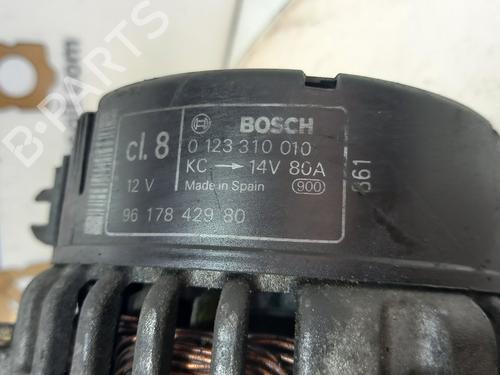 BOSCH
cl.8
0 123 310 010
KC → 14V 80A
12 V
Made in Spain
900
96 178 429 80
861
B-PARTS